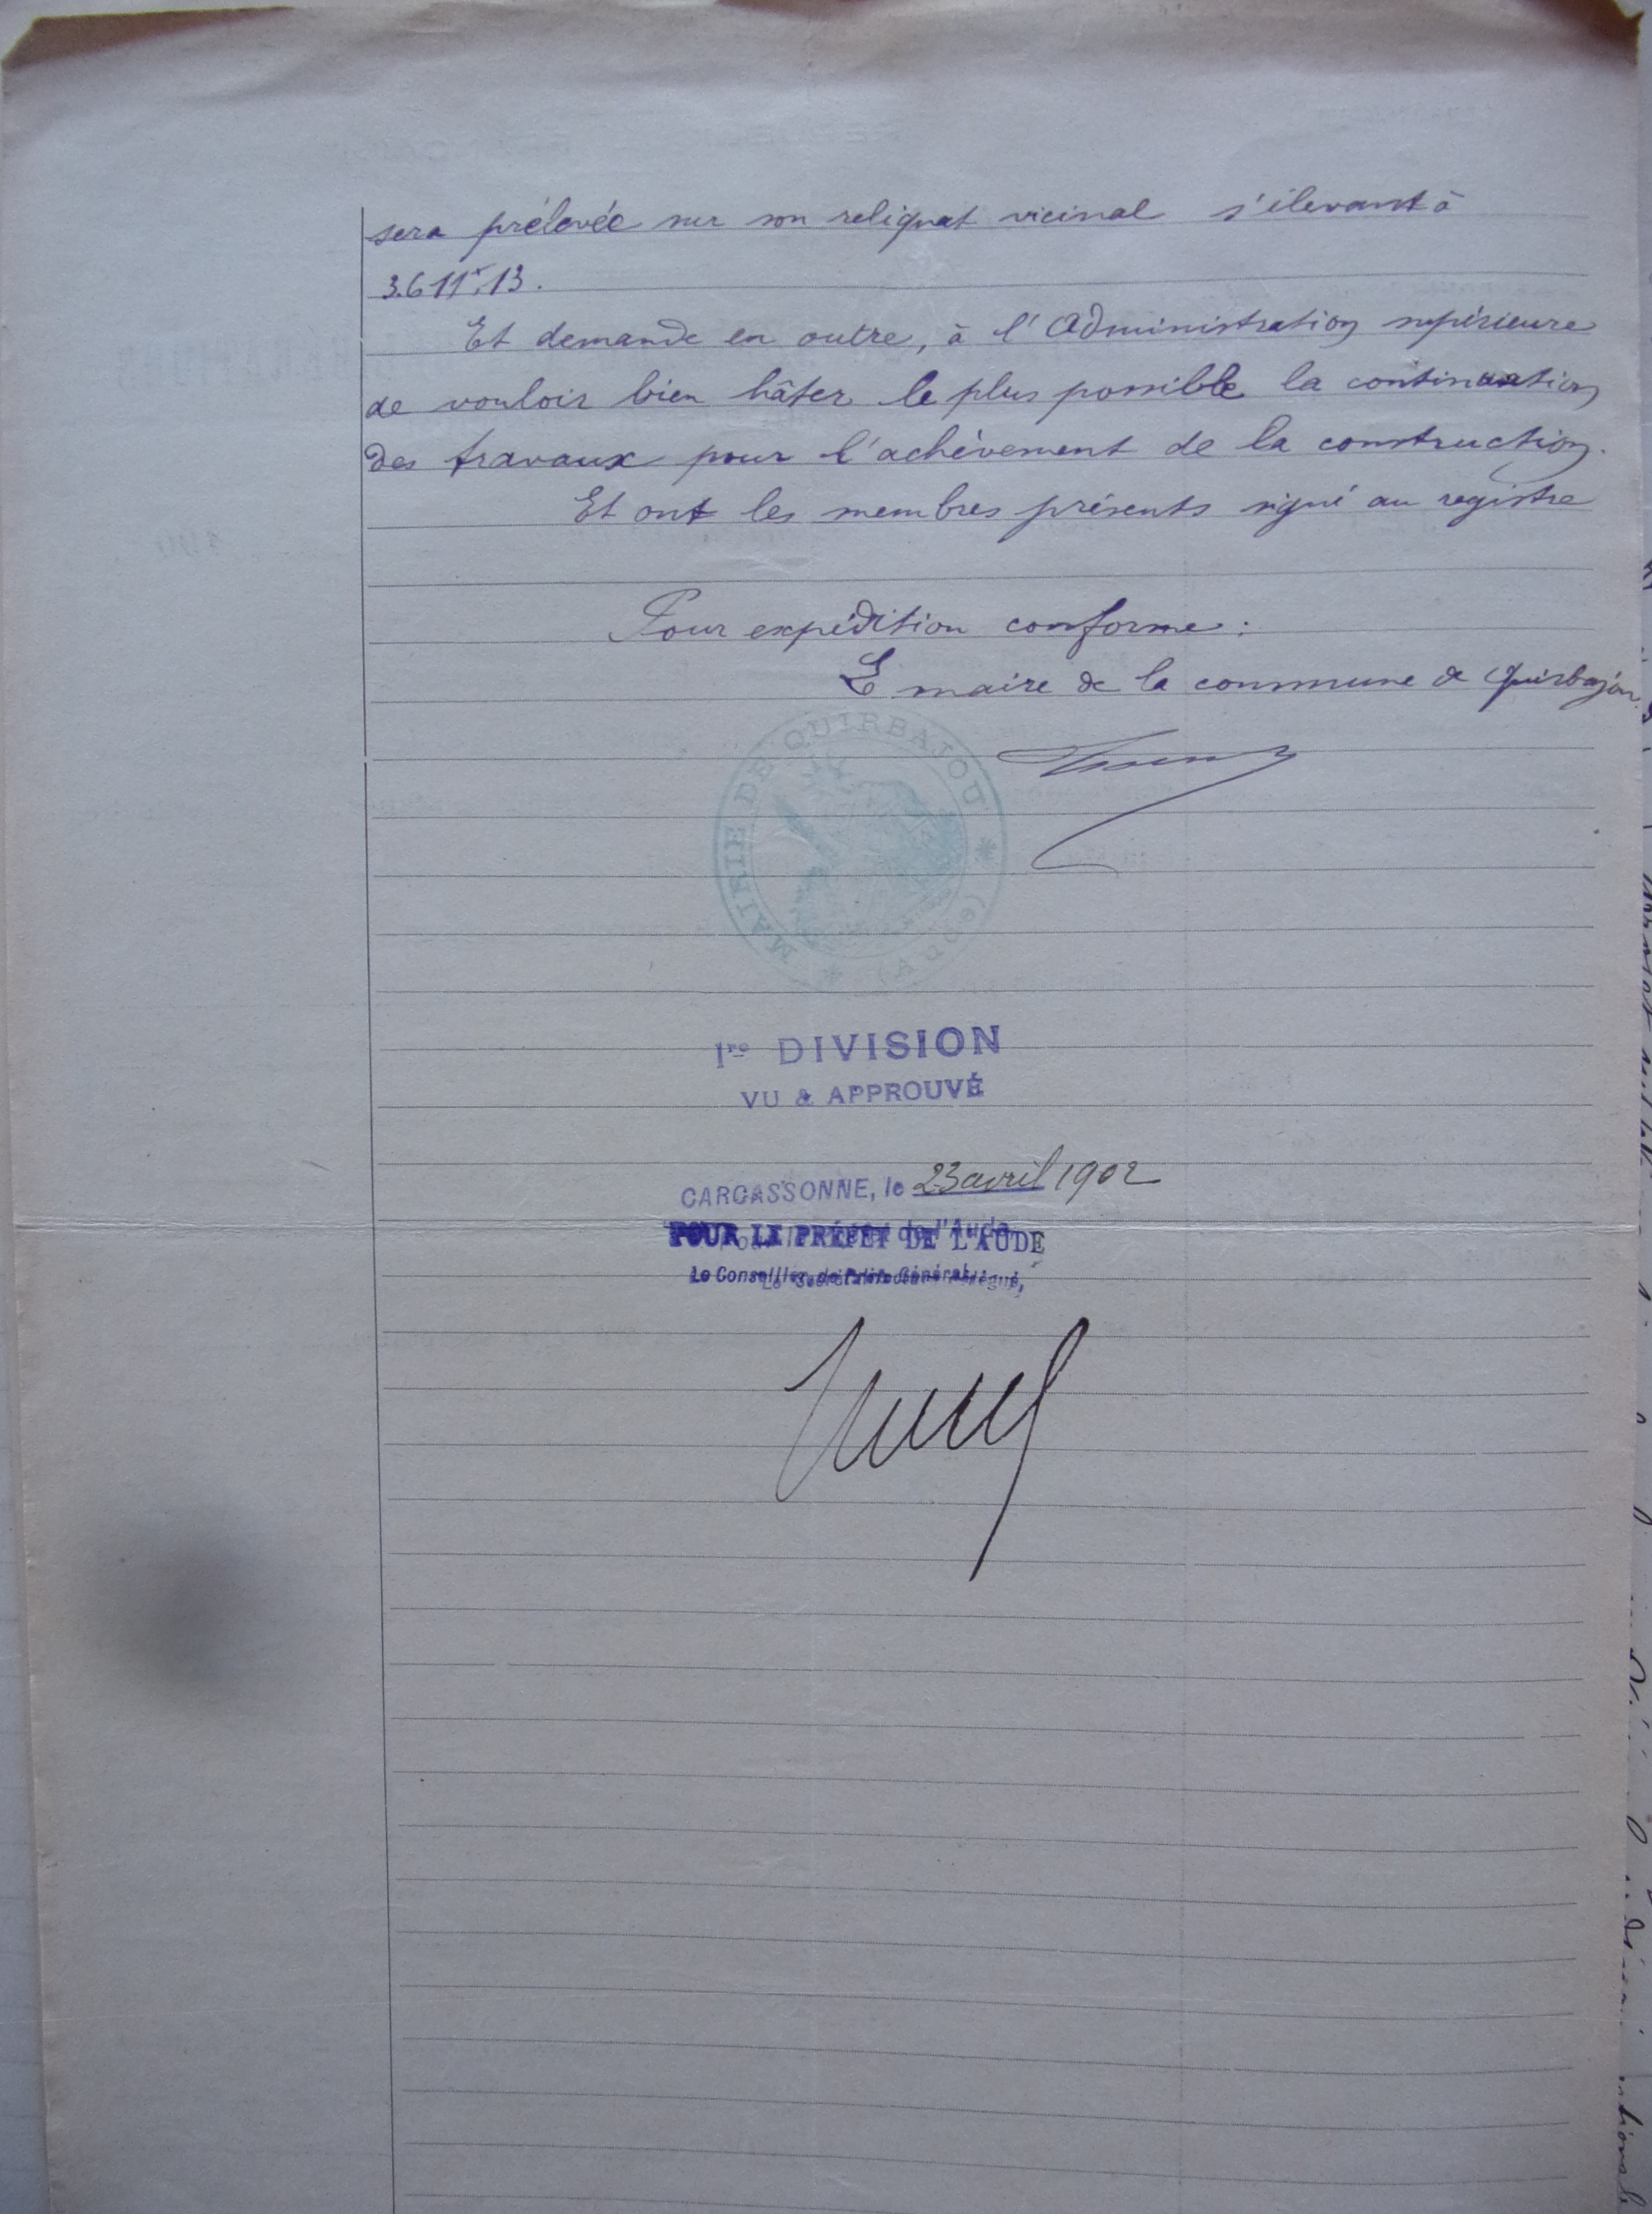 sera prélevée sur son reliquat vicinal s'élevant à
3.611f,13.
Et demande en outre, à l'Administration supérieure
de vouloir bien hâter le plus possible la continuation
des travaux pour l'achèvement de la construction.
Et ont les membres présents signé au registre
Pour expédition conforme :
L maire de la commune de Quirbajou
MAIRIE DE QUIRBAJOU
(Aude)
1re DIVISION
VU & APPROUVÉ
CARCASSONNE, le 23 avril 1902
POUR LE PRÉFET DE L'AUDE
Le Conseiller de Préfecture délégué,